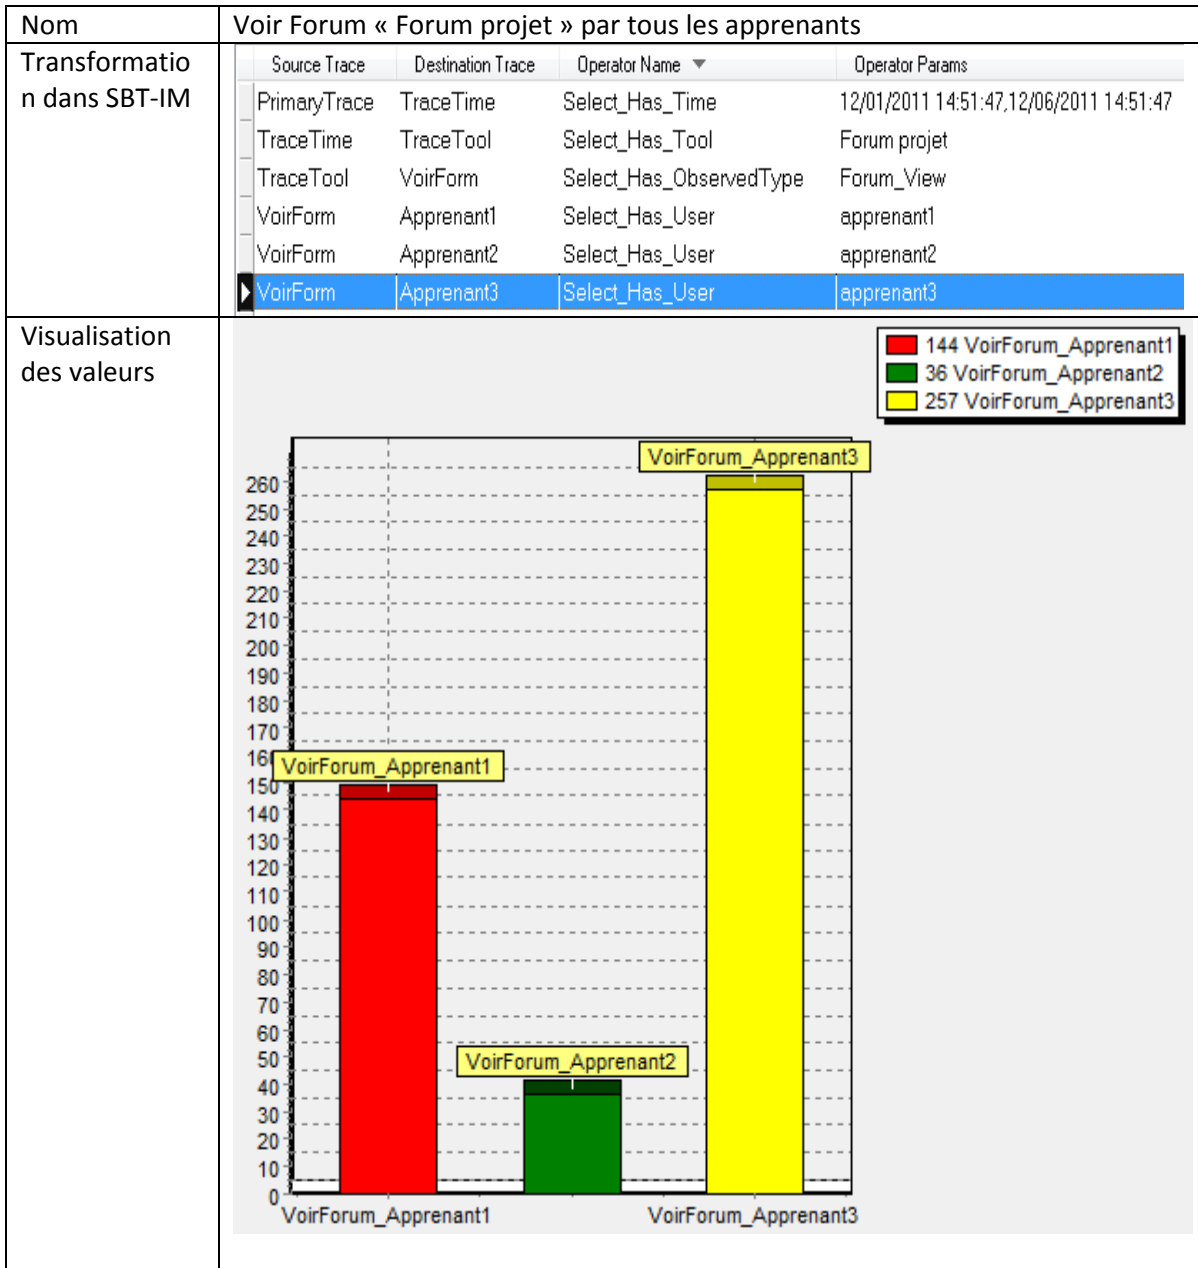 Nom
Voir Forum « Forum projet » par tous les apprenants
Transformatio
n dans SBT-IM
Source Trace Destination Trace Operator Name Operator Params
PrimaryTrace TraceTime Select_Has_Time 12/01/2011 14:51:47,12/06/2011 14:51:47
TraceTime TraceTool Select_Has_Tool Forum projet
TraceTool VoirForm Select_Has_ObservedType Forum_View
VoirForm Apprenant1 Select_Has_User apprenant1
VoirForm Apprenant2 Select_Has_User apprenant2
VoirForm Apprenant3 Select_Has_User apprenant3
Visualisation
des valeurs
144 VoirForum_Apprenant1
36 VoirForum_Apprenant2
257 VoirForum_Apprenant3
VoirForum_Apprenant3
260
250
240
230
220
210
200
190
180
170
160
VoirForum_Apprenant1
150
140
130
120
110
100
90
80
70
60
50
VoirForum_Apprenant2
40
30
20
10
0
VoirForum_Apprenant1 VoirForum_Apprenant3